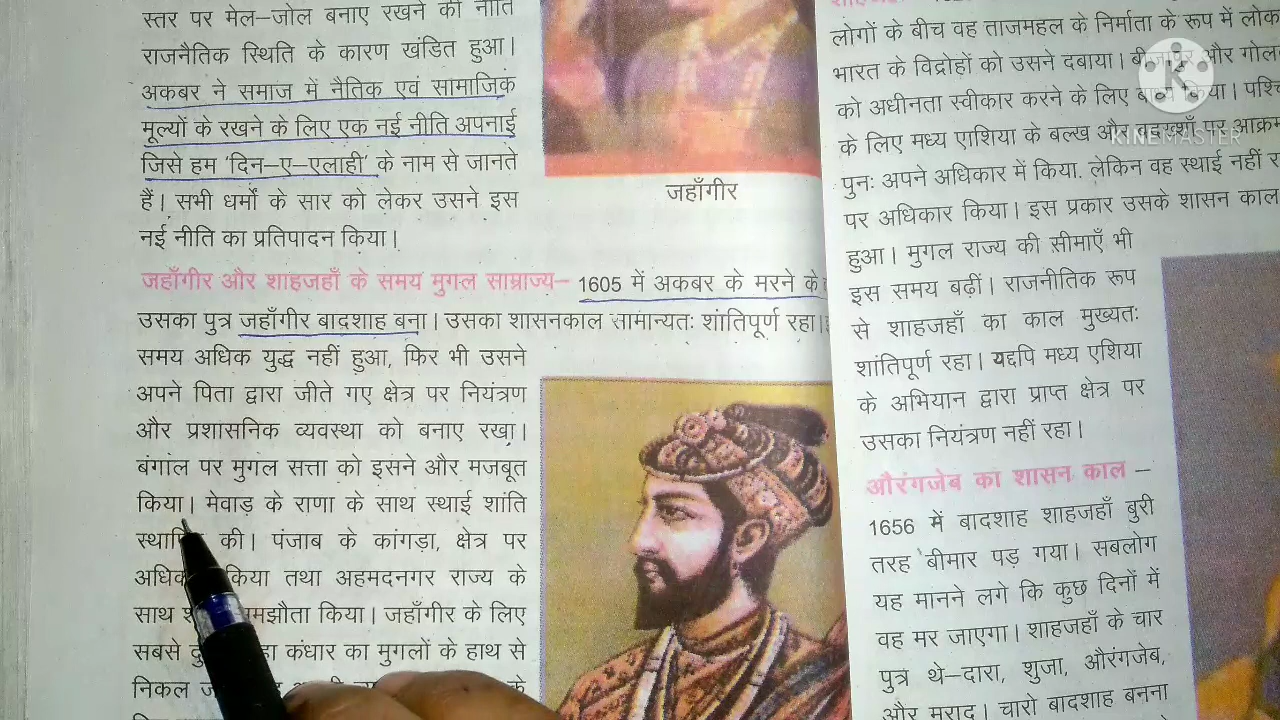 स्तर पर मेल–जोल बनाए रखने की नीति
राजनैतिक स्थिति के कारण खंडित हुआ।
अकबर ने समाज में नैतिक एवं सामाजिक
मूल्यों के रखने के लिए एक नई नीति अपनाई
जिसे हम 'दिन–ए–एलाही' के नाम से जानते
हैं। सभी धर्मों के सार को लेकर उसने इस
नई नीति का प्रतिपादन किया।
जहाँगीर
जहाँगीर और शाहजहाँ के समय मुगल साम्राज्य– 1605 में अकबर के मरने के
उसका पुत्र जहाँगीर बादशाह बना। उसका शासनकाल सामान्यतः शांतिपूर्ण रहा।
समय अधिक युद्ध नहीं हुआ, फिर भी उसने
अपने पिता द्वारा जीते गए क्षेत्र पर नियंत्रण
और प्रशासनिक व्यवस्था को बनाए रखा।
बंगाल पर मुगल सत्ता को इसने और मजबूत
किया। मेवाड़ के राणा के साथ स्थाई शांति
की। पंजाब के कांगड़ा, क्षेत्र पर
किया तथा अहमदनगर राज्य के
साथ समझौता किया। जहाँगीर के लिए
सबसे कंधार का मुगलों के हाथ से
निकल
लोगों के बीच वह ताजमहल के निर्माता के रूप में
भारत के विद्रोहों को उसने दबाया। और
को अधीनता स्वीकार करने के लिए किया।
के लिए मध्य एाशिया के बल्ख और पर
पुनः अपने अधिकार में किया, लेकिन वह स्थाई नहीं
पर अधिकार किया। इस प्रकार उसके शासन काल
हुआ। मुगल राज्य की सीमाएँ भी
इस समय बढ़ीं। राजनीतिक रूप
से शाहजहाँ का काल मुख्यतः
शांतिपूर्ण रहा। यद्दपि मध्य एशिया
के अभियान द्वारा प्राप्त क्षेत्र पर
उसका नियंत्रण नहीं रहा।
औरंगजेब का शासन काल –
1656 में बादशाह शाहजहाँ बुरी
तरह बीमार पड़ गया। सबलोग
यह मानने लगे कि कुछ दिनों में
वह मर जाएगा। शाहजहाँ के चार
पुत्र थे–दारा, शुजा, औरंगजेब,
और मुराद। चारो बादशाह बनना
KINEMASTER